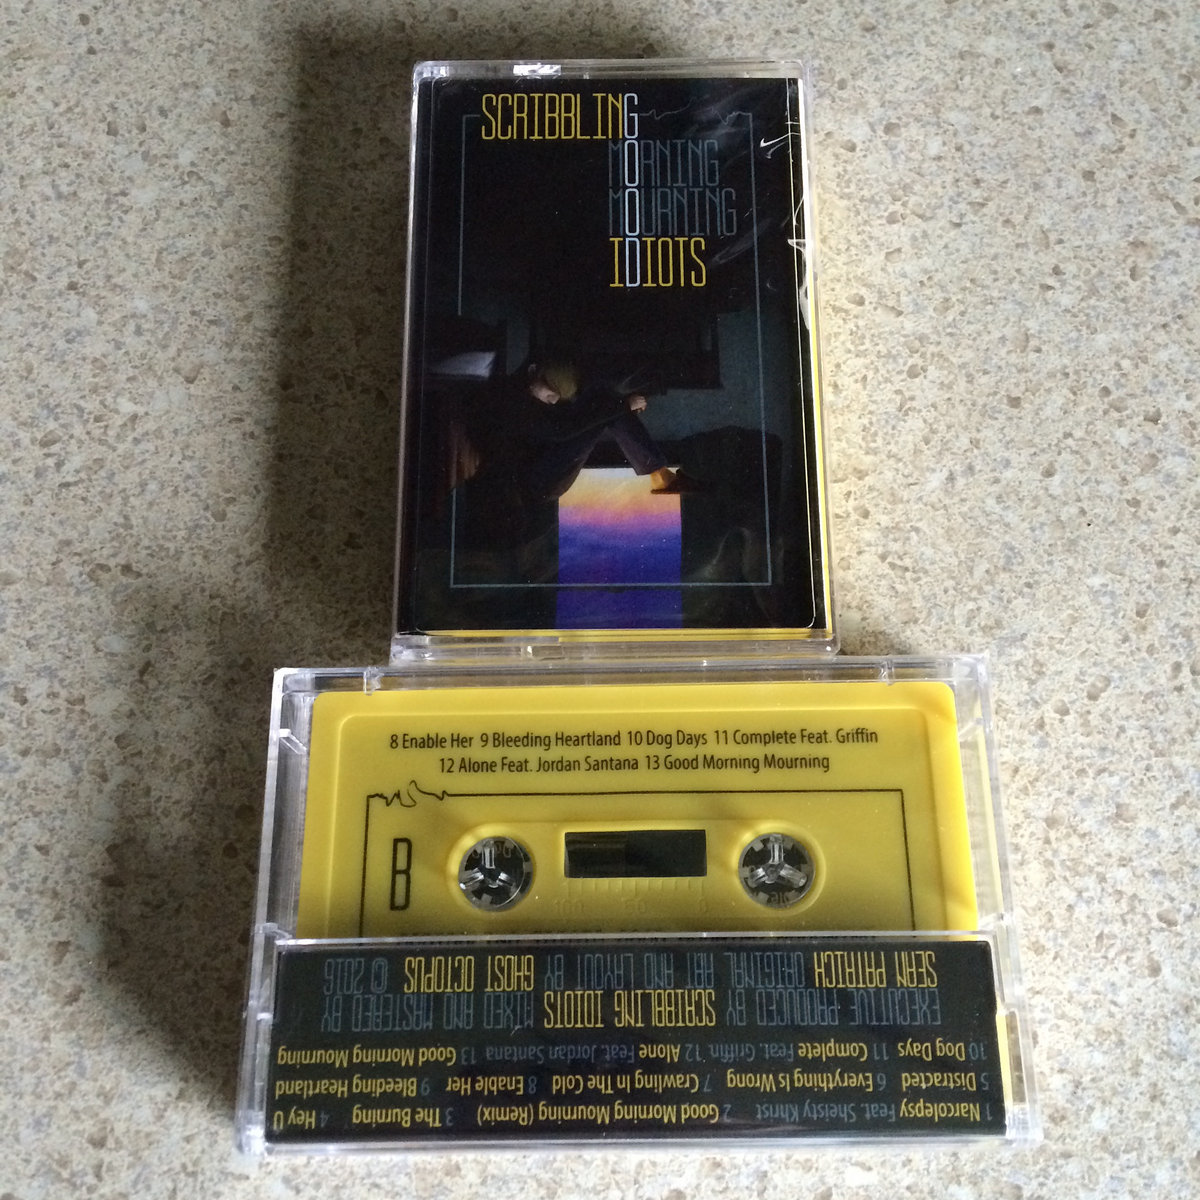 SCRIBBLING
MORNING
MOURNING
IDIOTS
8 Enable Her 9 Bleeding Heartland 10 Dog Days 11 Complete Feat. Griffin
12 Alone Feat. Jordan Santana 13 Good Morning Mourning
B
100 50
1 Narcolepsy Feat. Sheisty Khrist 2 Good Morning Mourning (Remix) 3 The Burning 4 Hey U
5 Distracted 6 Everything Is Wrong 7 Crawling In The Cold 8 Enable Her 9 Bleeding Heartland
10 Dog Days 11 Complete Feat. Griffin 12 Alone Feat. Jordan Santana 13 Good Morning Mourning
EXECUTIVE PRODUCED BY SCRIBBLING IDIOTS MIXED AND MASTERED BY
SEAN PATRICK ORIGINAL ART AND LAYOUT BY GHOST OCTOPUS © 2016